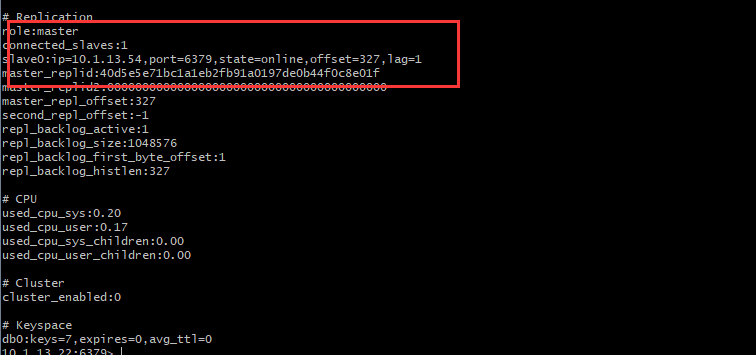 # Replication
role:master
connected_slaves:1
slave0:ip=10.1.13.54,port=6379,state=online,offset=327,lag=1
master_replid:40d5e5e71bc1a1eb2fb91a0197de0b44f0c8e01f
master_replid2:0000000000000000000000000000000000000000
master_repl_offset:327
second_repl_offset:-1
repl_backlog_active:1
repl_backlog_size:1048576
repl_backlog_first_byte_offset:1
repl_backlog_histlen:327
# CPU
used_cpu_sys:0.20
used_cpu_user:0.17
used_cpu_sys_children:0.00
used_cpu_user_children:0.00
# Cluster
cluster_enabled:0
# Keyspace
db0:keys=7,expires=0,avg_ttl=0
10.1.13.22:6379>